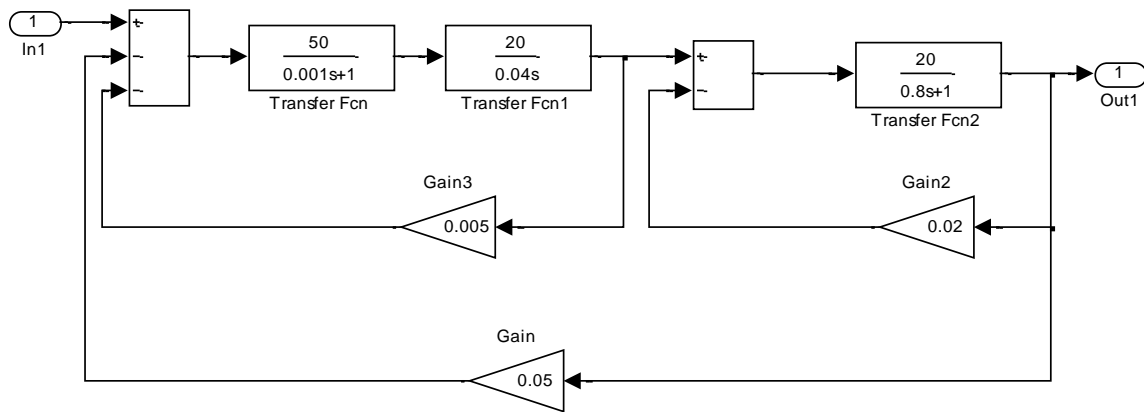 1
In1
+
−
−
50
0.001s+1
Transfer Fcn
20
0.04s
Transfer Fcn1
+
−
20
0.8s+1
Transfer Fcn2
1
Out1
Gain3
0.005
Gain2
0.02
Gain
0.05